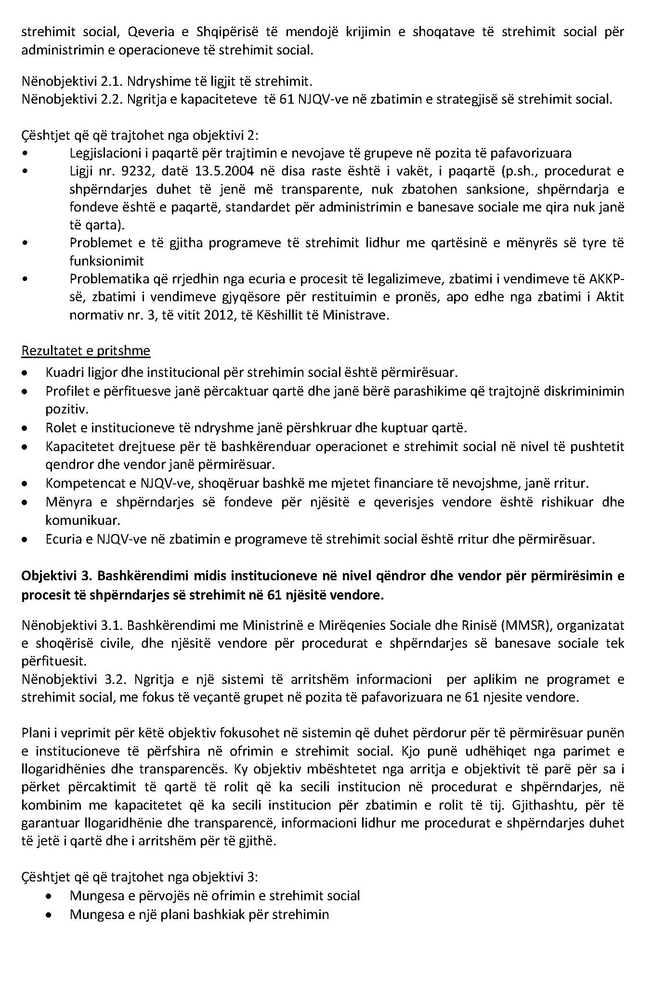 strehimit social, Qeveria e Shqipërisë të mendojë krijimin e shoqatave të strehimit social për
administrimin e operacioneve të strehimit social.
Nënobjektivi 2.1. Ndryshime të ligjit të strehimit.
Nënobjektivi 2.2. Ngritja e kapaciteteve  të 61 NJQV-ve në zbatimin e strategjisë së strehimit social.
Çështjet që që trajtohet nga objektivi 2:
• Legjislacioni i paqartë për trajtimin e nevojave të grupeve në pozita të pafavorizuara
• Ligji nr. 9232, datë 13.5.2004 në disa raste është i vakët, i paqartë (p.sh., procedurat e
shpërndarjes duhet të jenë më transparente, nuk zbatohen sanksione, shpërndarja e
fondeve është e paqartë, standardet për administrimin e banesave sociale me qira nuk janë
të qarta).
• Problemet e të gjitha programeve të strehimit lidhur me qartësinë e mënyrës së tyre të
funksionimit
• Problematika që rrjedhin nga ecuria e procesit të legalizimeve, zbatimi i vendimeve të AKKP-
së, zbatimi i vendimeve gjyqësore për restituimin e pronës, apo edhe nga zbatimi i Aktit
normativ nr. 3, të vitit 2012, të Këshillit të Ministrave.
Rezultatet e pritshme
• Kuadri ligjor dhe institucional për strehimin social është përmirësuar.
• Profilet e përfituesve janë përcaktuar qartë dhe janë bërë parashikime që trajtojnë diskriminimin
pozitiv.
• Rolet e institucioneve të ndryshme janë përshkruar dhe kuptuar qartë.
• Kapacitetet drejtuese për të bashkërenduar operacionet e strehimit social në nivel të pushtetit
qendror dhe vendor janë përmirësuar.
• Kompetencat e NJQV-ve, shoqëruar bashkë me mjetet financiare të nevojshme, janë rritur.
• Mënyra e shpërndarjes së fondeve për njësitë e qeverisjes vendore është rishikuar dhe
komunikuar.
• Ecuria e NJQV-ve në zbatimin e programeve të strehimit social është rritur dhe përmirësuar.
Objektivi 3. Bashkërendimi midis institucioneve në nivel qëndror dhe vendor për përmirësimin e
procesit të shpërndarjes së strehimit në 61 njësitë vendore.
Nënobjektivi 3.1. Bashkërendimi me Ministrinë e Mirëqenies Sociale dhe Rinisë (MMSR), organizatat
e shoqërisë civile, dhe njësitë vendore për procedurat e shpërndarjes së banesave sociale tek
përfituesit.
Nënobjektivi 3.2. Ngritja e një sistemi të arritshëm informacioni  per aplikim ne programet e
strehimit social, me fokus të veçantë grupet në pozita të pafavorizuara ne 61 njesite vendore.
Plani i veprimit për këtë objektiv fokusohet në sistemin që duhet përdorur për të përmirësuar punën
e institucioneve të përfshira në ofrimin e strehimit social. Kjo punë udhëhiqet nga parimet e
llogaridhënies dhe transparencës. Ky objektiv mbështetet nga arritja e objektivit të parë për sa i
përket përcaktimit të qartë të rolit që ka secili institucion në procedurat e shpërndarjes, në
kombinim me kapacitetet që ka secili institucion për zbatimin e rolit të tij. Gjithashtu, për të
garantuar llogaridhënie dhe transparencë, informacioni lidhur me procedurat e shpërndarjes duhet
të jetë i qartë dhe i arritshëm për të gjithë.
Çështjet që që trajtohet nga objektivi 3:
• Mungesa e përvojës në ofrimin e strehimit social
• Mungesa e një plani bashkiak për strehimin